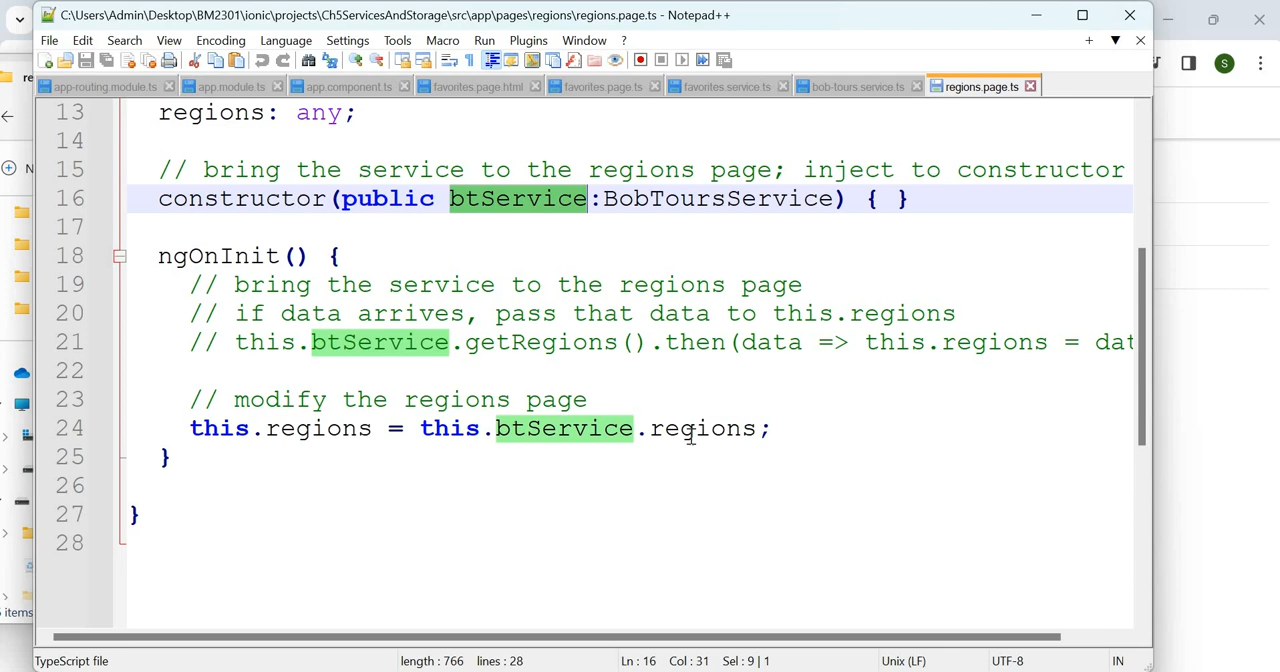 C:\Users\Admin\Desktop\BM2301\ionic\projects\Ch5ServicesAndStorage\src\app\pages\regions\regions.page.ts - Notepad++
File Edit Search View Encoding Language Settings Tools Macro Run Plugins Window ?
app-routing.module.ts app.module.ts app.component.ts favorites.page.html favorites.page.ts favorites.service.ts bob-tours.service.ts regions.page.ts
re
S
N
13 regions: any;
14
15 // bring the service to the regions page; inject to constructor
16 constructor(public btService:BobToursService) { }
17
18 ngOnInit() {
19 // bring the service to the regions page
20 // if data arrives, pass that data to this.regions
21 // this.btService.getRegions().then(data => this.regions = dat
22
23 // modify the regions page
24 this.regions = this.btService.regions;
25 }
26
27 }
28
items
TypeScript file length : 766 lines : 28 Ln : 16 Col : 31 Sel : 9 | 1 Unix (LF) UTF-8 IN